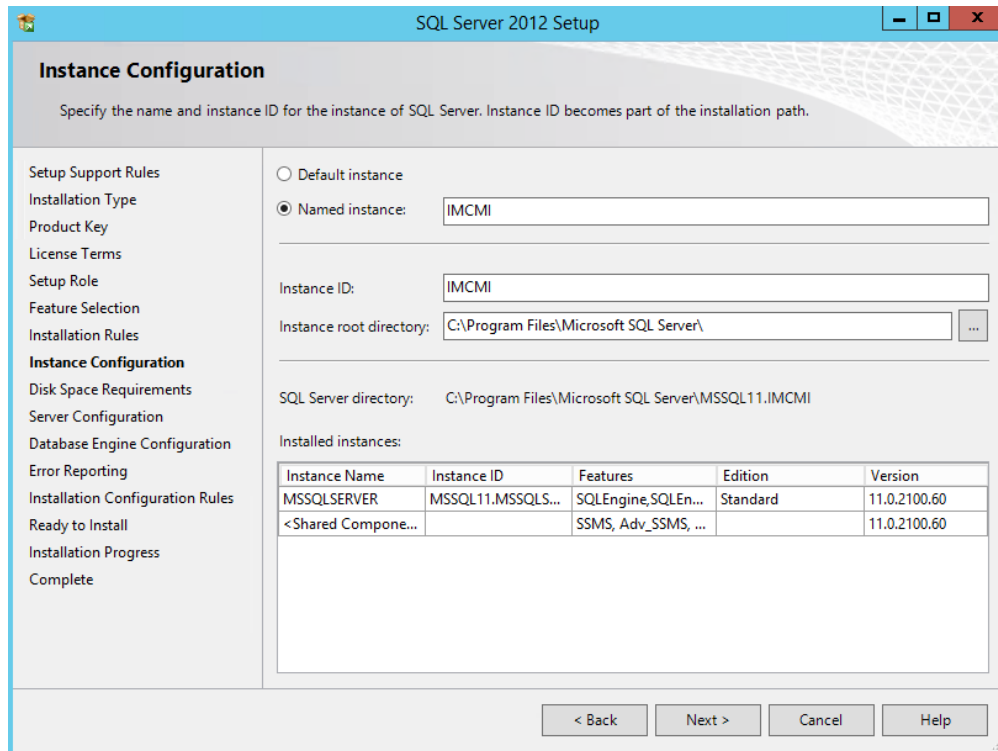 SQL Server 2012 Setup
Instance Configuration
Specify the name and instance ID for the instance of SQL Server. Instance ID becomes part of the installation path.
Setup Support Rules
Installation Type
Product Key
License Terms
Setup Role
Feature Selection
Installation Rules
Instance Configuration
Disk Space Requirements
Server Configuration
Database Engine Configuration
Error Reporting
Installation Configuration Rules
Ready to Install
Installation Progress
Complete
Default instance
Named instance: IMCMI
Instance ID: IMCMI
Instance root directory: C:\Program Files\Microsoft SQL Server\ ...
SQL Server directory: C:\Program Files\Microsoft SQL Server\MSSQL11.IMCMI
Installed instances:
Instance Name Instance ID Features Edition Version
MSSQLSERVER MSSQL11.MSSQLS... SQLEngine,SQLEn... Standard 11.0.2100.60
<Shared Compone... SSMS, Adv_SSMS, ... 11.0.2100.60
< Back Next > Cancel Help